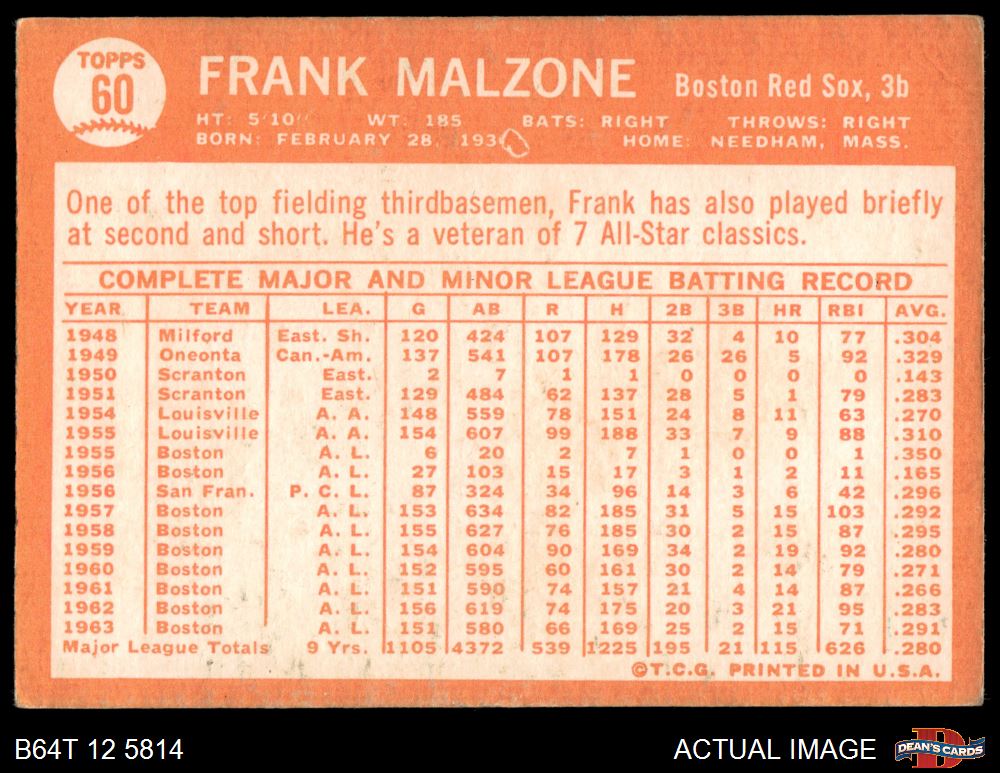 TOPPS
60
FRANK MALZONE Boston Red Sox, 3b
HT: 5'10" WT: 185 BATS: RIGHT THROWS: RIGHT
BORN: FEBRUARY 28, 193 HOME: NEEDHAM, MASS.
One of the top fielding thirdbasemen, Frank has also played briefly
at second and short. He's a veteran of 7 All-Star classics.
COMPLETE MAJOR AND MINOR LEAGUE BATTING RECORD
YEAR TEAM LEA. G AB R H 2B 3B HR RBI AVG.
1948 Milford East. Sh. 120 424 107 129 32 4 10 77 .304
1949 Oneonta Can.-Am. 137 541 107 178 26 26 5 92 .329
1950 Scranton East. 2 7 1 1 0 0 0 0 .143
1951 Scranton East. 129 484 62 137 28 5 1 79 .283
1954 Louisville A. A. 148 559 78 151 24 8 11 63 .270
1955 Louisville A. A. 154 607 99 188 33 7 9 88 .310
1955 Boston A. L. 6 20 2 7 1 0 0 1 .350
1956 Boston A. L. 27 103 15 17 3 1 2 11 .165
1956 San Fran. P. C. L. 87 324 34 96 14 3 6 42 .296
1957 Boston A. L. 153 634 82 185 31 5 15 103 .292
1958 Boston A. L. 155 627 76 185 30 2 15 87 .295
1959 Boston A. L. 154 604 90 169 34 2 19 92 .280
1960 Boston A. L. 152 595 60 161 30 2 14 79 .271
1961 Boston A. L. 151 590 74 157 21 4 14 87 .266
1962 Boston A. L. 156 619 74 175 20 3 21 95 .283
1963 Boston A. L. 151 580 66 169 25 2 15 71 .291
Major League Totals 9 Yrs. 1105 4372 539 1225 195 21 115 626 .280
©T.C.G. PRINTED IN U.S.A.
B64T 12 5814 ACTUAL IMAGE
D
DEAN'S CARDS